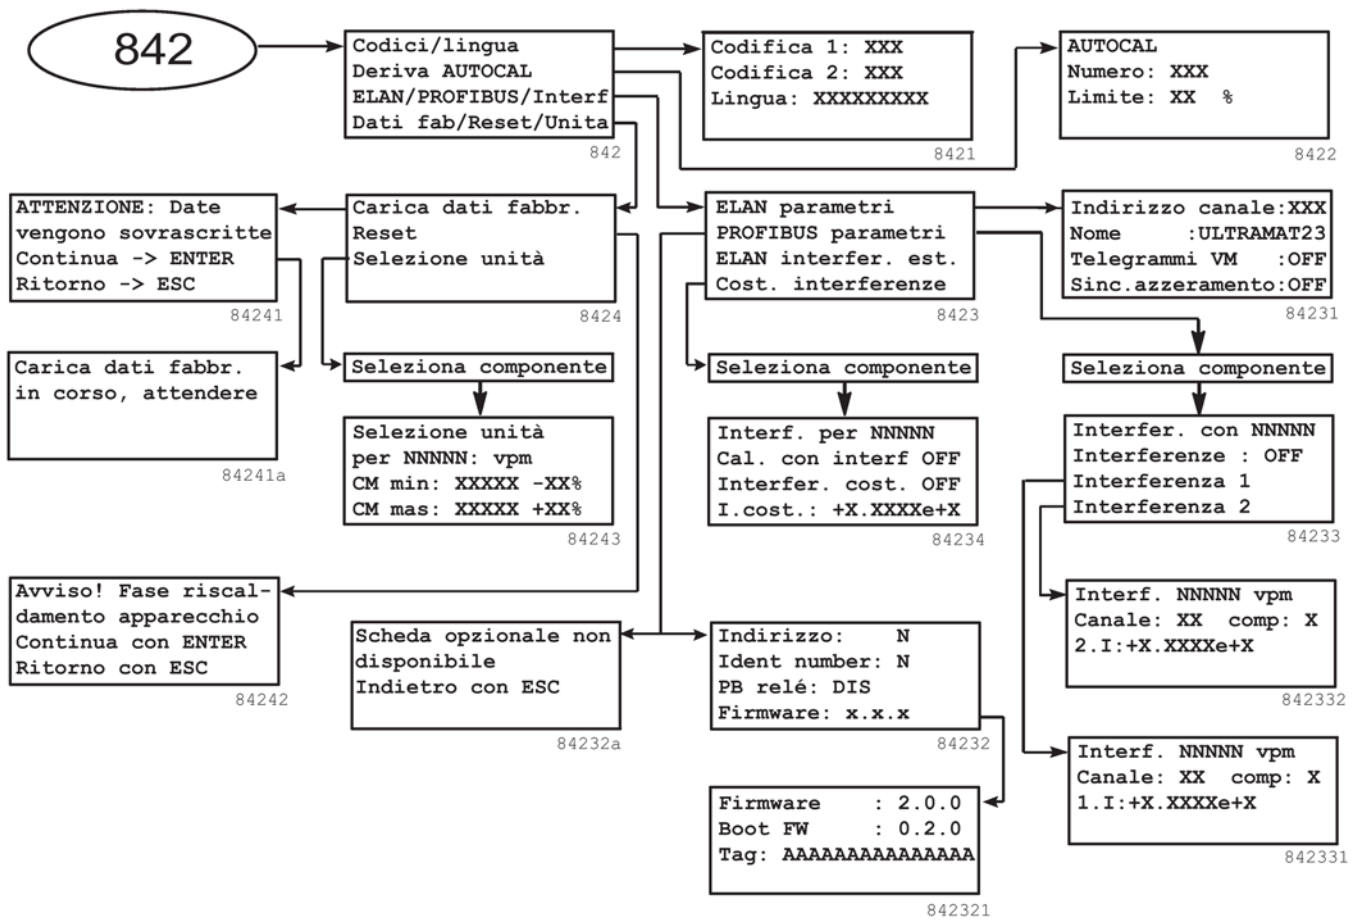 842
Codici/lingua
Deriva AUTOCAL
ELAN/PROFIBUS/Interf
Dati fab/Reset/Unita
842
Codifica 1: XXX
Codifica 2: XXX
Lingua: XXXXXXXXX
8421
AUTOCAL
Numero: XXX
Limite: XX %
8422
ATTENZIONE: Date
vengono sovrascritte
Continua -> ENTER
Ritorno -> ESC
84241
Carica dati fabbr.
Reset
Selezione unità
8424
ELAN parametri
PROFIBUS parametri
ELAN interfer. est.
Cost. interferenze
8423
Indirizzo canale:XXX
Nome :ULTRAMAT23
Telegrammi VM :OFF
Sinc.azzeramento:OFF
84231
Carica dati fabbr.
in corso, attendere
84241a
Seleziona componente
Selezione unità
per NNNNN: vpm
CM min: XXXXX -XX%
CM mas: XXXXX +XX%
84243
Seleziona componente
Interf. per NNNNN
Cal. con interf OFF
Interfer. cost. OFF
I.cost.: +X.XXXXe+X
84234
Seleziona componente
Interfer. con NNNNN
Interferenze : OFF
Interferenza 1
Interferenza 2
84233
Avviso! Fase riscal-
damento apparecchio
Continua con ENTER
Ritorno con ESC
84242
Scheda opzionale non
disponibile
Indietro con ESC
84232a
Indirizzo: N
Ident number: N
PB relé: DIS
Firmware: x.x.x
84232
Interf. NNNNN vpm
Canale: XX comp: X
2.I:+X.XXXXe+X
842332
Interf. NNNNN vpm
Canale: XX comp: X
1.I:+X.XXXXe+X
842331
Firmware : 2.0.0
Boot FW : 0.2.0
Tag: AAAAAAAAAAAAAAA
842321